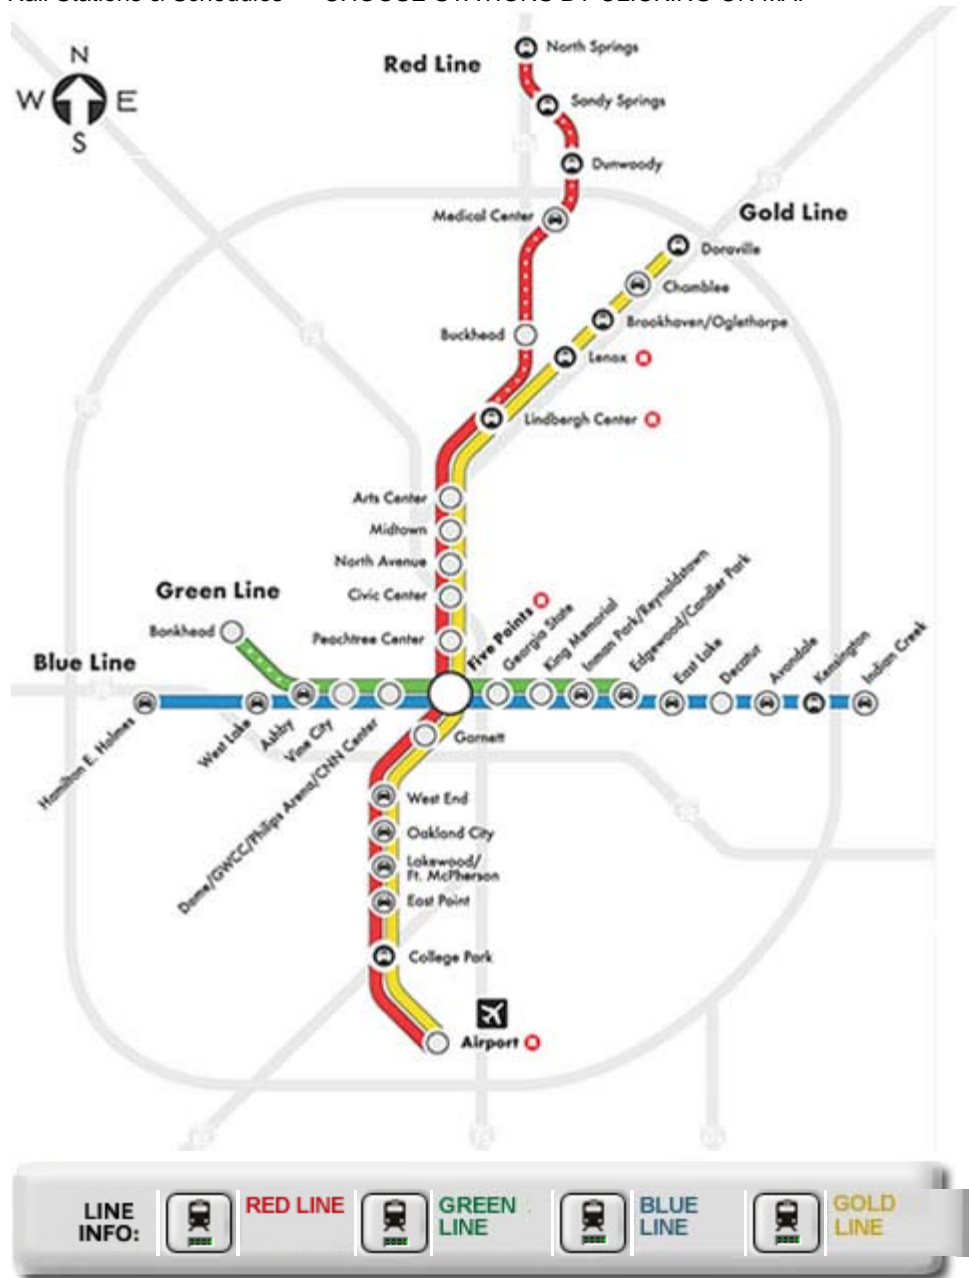 N
W E
S
Red Line
North Springs
Sandy Springs
Dunwoody
Medical Center
Gold Line
Doraville
Chamblee
Brookhaven/Oglethorpe
Buckhead
Lenox
Lindbergh Center
Arts Center
Midtown
North Avenue
Civic Center
Peachtree Center
Green Line
Bankhead
Blue Line
Five Points
Georgia State
King Memorial
Inman Park/Reynoldstown
Edgewood/Candler Park
East Lake
Decatur
Avondale
Kensington
Indian Creek
Hamilton E. Holmes
West Lake
Ashby
Vine City
Dome/GWCC/Philips Arena/CNN Center
Garnett
West End
Oakland City
Lakewood/
Ft. McPherson
East Point
College Park
Airport
LINE
INFO:
RED LINE
GREEN
LINE
BLUE
LINE
GOLD
LINE